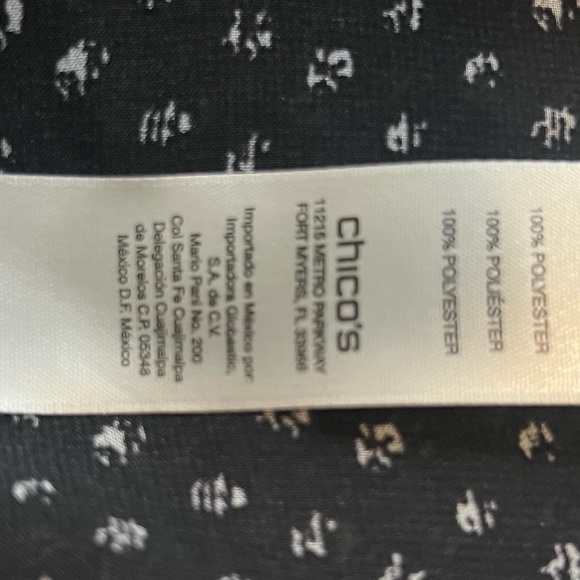 100% POLYESTER
100% POLIÉSTER
100% POLYESTER
chico's
11215 METRO PARKWAY
FORT MYERS, FL 33966
Importado en México por
Importadora
S.A. de C.V.
Mario Pani No. 200
Col Santa Fe Cuajimalpa
Delegación Cuajimalpa
de Morelos C.P. 05348
México D.F. México